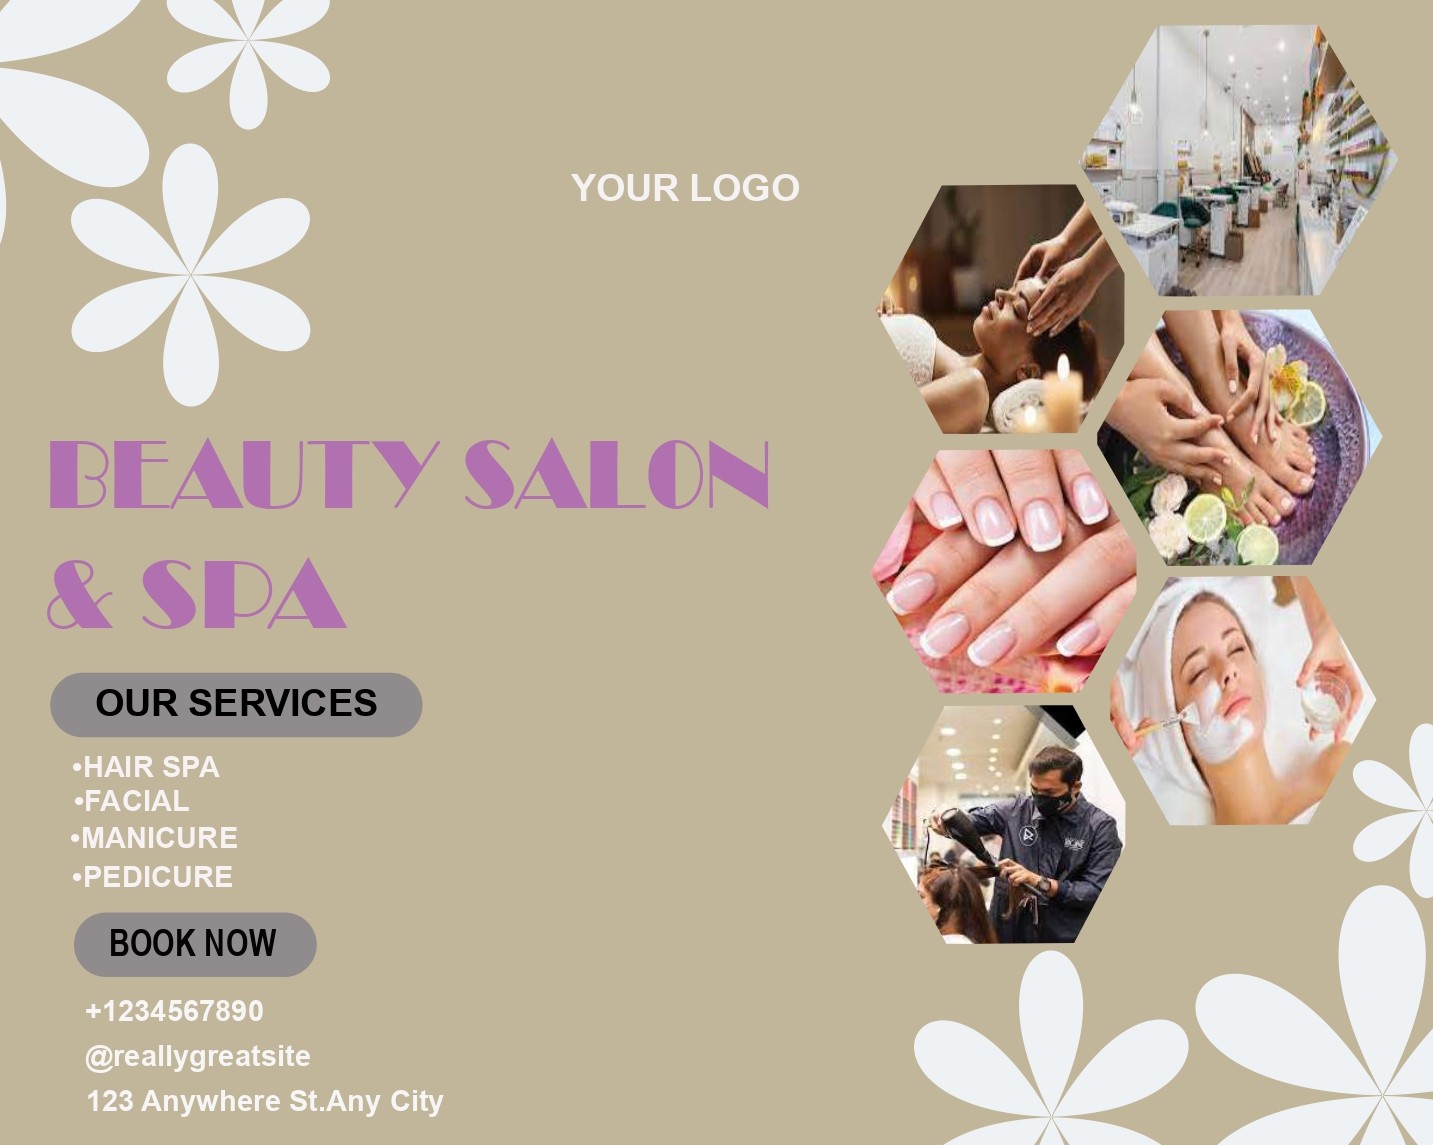 YOUR LOGO
BEAUTY SALON
& SPA
OUR SERVICES
•HAIR SPA
•FACIAL
•MANICURE
•PEDICURE
BOOK NOW
+1234567890
@reallygreatsite
123 Anywhere St.Any City